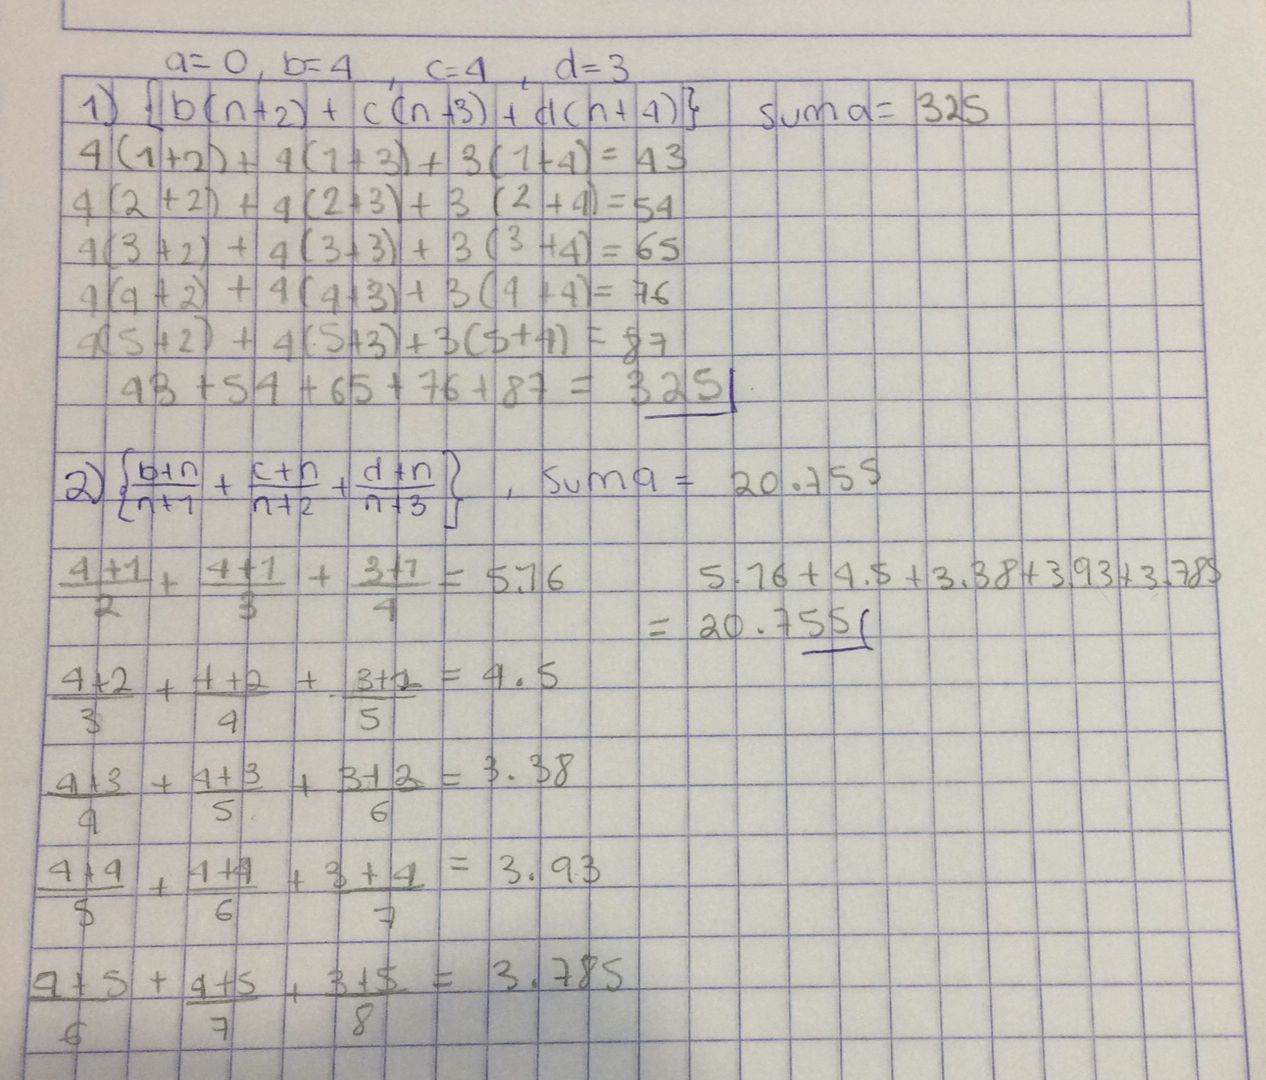 a=0, b=4, c=4, d=3
1) {b(n+2) + c(n+3) + d(n+4)} suma= 325
4(1+2) + 4(1+3) + 3(1+4) = 43
4(2+2) + 4(2+3) + 3(2+4) = 54
4(3+2) + 4(3+3) + 3(3+4) = 65
4(4+2) + 4(4+3) + 3(4+4) = 76
4(5+2) + 4(5+3) + 3(5+4) = 87
43 + 54 + 65 + 76 + 87 = 325
2) {b+n/n+1 + c+n/n+2 + d+n/n+3}, suma = 20.755
4+1/2 + 4+1/3 + 3+1/4 = 5.16
5.16 + 4.5 + 3.38 + 3.93 + 3.785
= 20.755
4+2/3 + 4+2/4 + 3+2/5 = 4.5
4+3/4 + 4+3/5 + 3+3/6 = 3.38
4+4/5 + 4+4/6 + 3+4/7 = 3.93
4+5/6 + 4+5/7 + 3+5/8 = 3.785